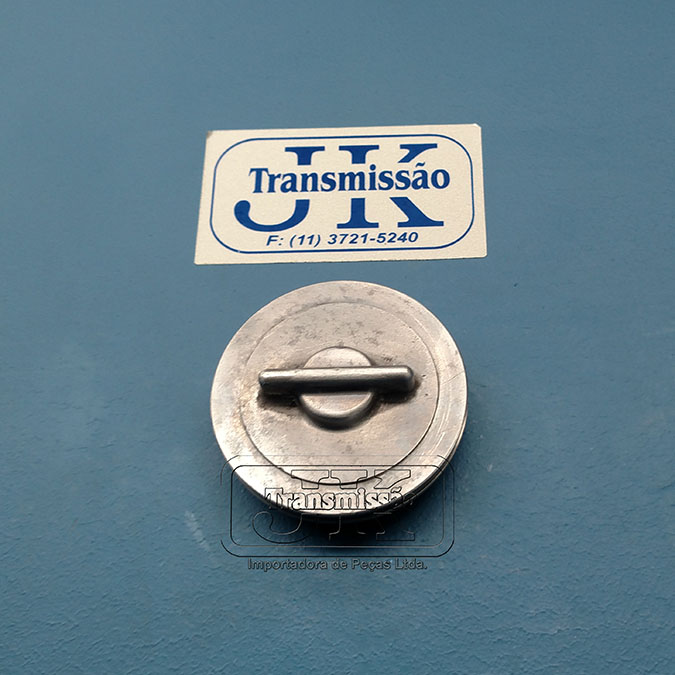 JK
Transmissão
F: (11) 3721-5240
JK
Transmissão
Importadora de Peças Ltda.